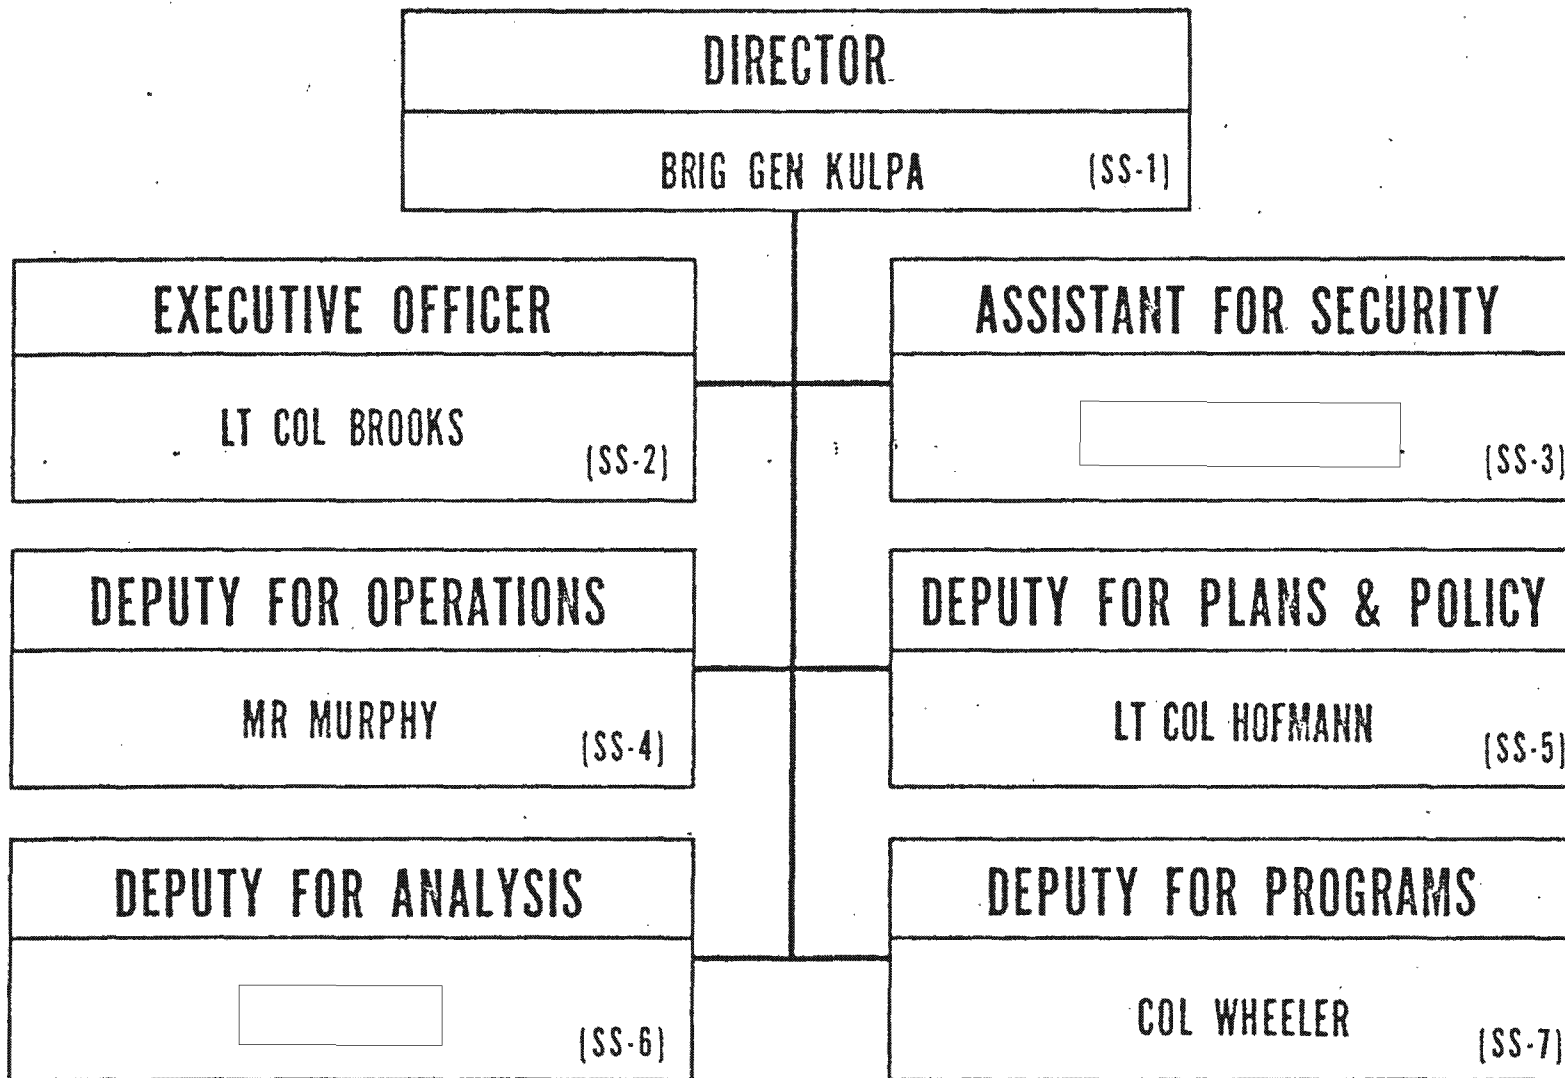 DIRECTOR
BRIG GEN KULPA (SS-1)
EXECUTIVE OFFICER
LT COL BROOKS
(SS-2)
ASSISTANT FOR SECURITY
(SS-3)
DEPUTY FOR OPERATIONS
MR MURPHY
(SS-4)
DEPUTY FOR PLANS & POLICY
LT COL HOFMANN
(SS-5)
DEPUTY FOR ANALYSIS
(SS-6)
DEPUTY FOR PROGRAMS
COL WHEELER
(SS-7)